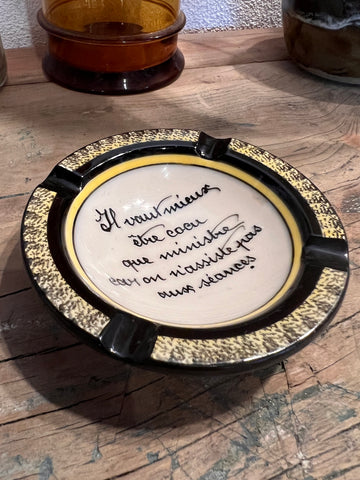 Il vaut mieux
être cocu
que ministre
car on n'assiste pas
aux séances